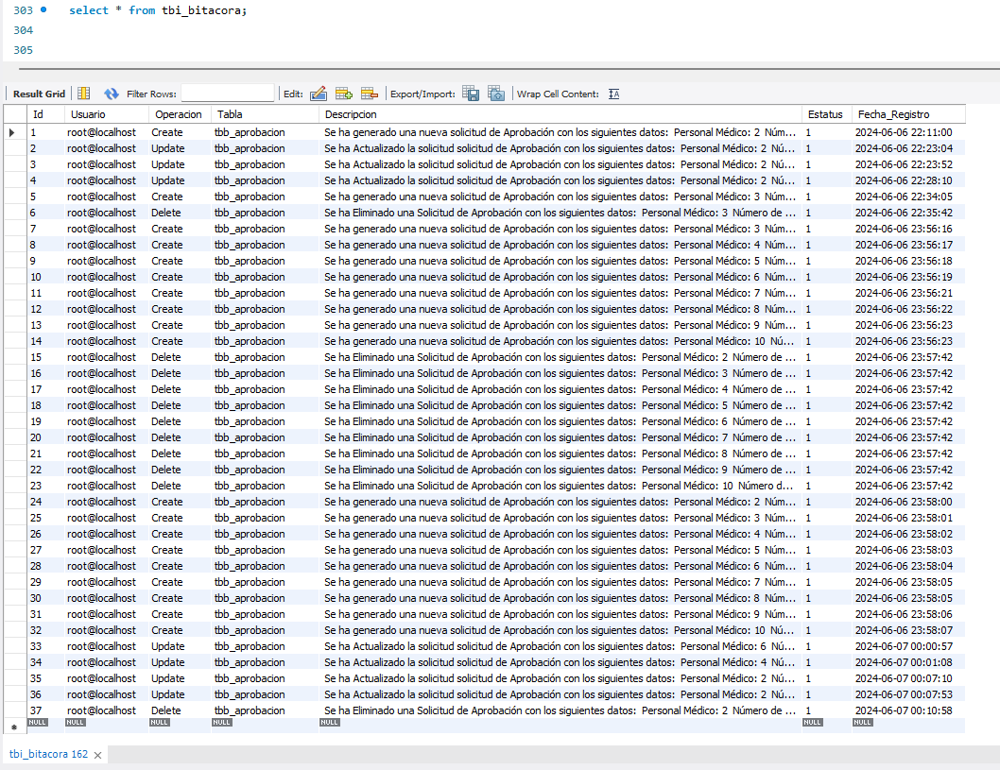 303 select * from tbi_bitacora;
304
305
Result Grid Filter Rows: Edit: Export/Import: Wrap Cell Content: IA
Id Usuario Operacion Tabla Descripcion Estatus Fecha_Registro
1 root@localhost Create tbb_aprobacion Se ha generado una nueva solicitud de Aprobación con los siguientes datos: Personal Médico: 2 Núm... 1 2024-06-06 22:11:00
2 root@localhost Update tbb_aprobacion Se ha Actualizado la solicitud solicitud de Aprobación con los siguientes datos: Personal Médico: 2 Nú... 1 2024-06-06 22:23:04
3 root@localhost Update tbb_aprobacion Se ha Actualizado la solicitud solicitud de Aprobación con los siguientes datos: Personal Médico: 2 Nú... 1 2024-06-06 22:23:52
4 root@localhost Update tbb_aprobacion Se ha Actualizado la solicitud solicitud de Aprobación con los siguientes datos: Personal Médico: 2 Nú... 1 2024-06-06 22:28:10
5 root@localhost Create tbb_aprobacion Se ha generado una nueva solicitud de Aprobación con los siguientes datos: Personal Médico: 3 Núm... 1 2024-06-06 22:34:05
6 root@localhost Delete tbb_aprobacion Se ha Eliminado una Solicitud de Aprobación con los siguientes datos: Personal Médico: 3 Número de ... 1 2024-06-06 22:35:42
7 root@localhost Create tbb_aprobacion Se ha generado una nueva solicitud de Aprobación con los siguientes datos: Personal Médico: 3 Núm... 1 2024-06-06 23:56:16
8 root@localhost Create tbb_aprobacion Se ha generado una nueva solicitud de Aprobación con los siguientes datos: Personal Médico: 4 Núm... 1 2024-06-06 23:56:17
9 root@localhost Create tbb_aprobacion Se ha generado una nueva solicitud de Aprobación con los siguientes datos: Personal Médico: 5 Núm... 1 2024-06-06 23:56:18
10 root@localhost Create tbb_aprobacion Se ha generado una nueva solicitud de Aprobación con los siguientes datos: Personal Médico: 6 Núm... 1 2024-06-06 23:56:19
11 root@localhost Create tbb_aprobacion Se ha generado una nueva solicitud de Aprobación con los siguientes datos: Personal Médico: 7 Núm... 1 2024-06-06 23:56:21
12 root@localhost Create tbb_aprobacion Se ha generado una nueva solicitud de Aprobación con los siguientes datos: Personal Médico: 8 Núm... 1 2024-06-06 23:56:22
13 root@localhost Create tbb_aprobacion Se ha generado una nueva solicitud de Aprobación con los siguientes datos: Personal Médico: 9 Núm... 1 2024-06-06 23:56:23
14 root@localhost Create tbb_aprobacion Se ha generado una nueva solicitud de Aprobación con los siguientes datos: Personal Médico: 10 Nú... 1 2024-06-06 23:56:23
15 root@localhost Delete tbb_aprobacion Se ha Eliminado una Solicitud de Aprobación con los siguientes datos: Personal Médico: 2 Número de ... 1 2024-06-06 23:57:42
16 root@localhost Delete tbb_aprobacion Se ha Eliminado una Solicitud de Aprobación con los siguientes datos: Personal Médico: 3 Número de ... 1 2024-06-06 23:57:42
17 root@localhost Delete tbb_aprobacion Se ha Eliminado una Solicitud de Aprobación con los siguientes datos: Personal Médico: 4 Número de ... 1 2024-06-06 23:57:42
18 root@localhost Delete tbb_aprobacion Se ha Eliminado una Solicitud de Aprobación con los siguientes datos: Personal Médico: 5 Número de ... 1 2024-06-06 23:57:42
19 root@localhost Delete tbb_aprobacion Se ha Eliminado una Solicitud de Aprobación con los siguientes datos: Personal Médico: 6 Número de ... 1 2024-06-06 23:57:42
20 root@localhost Delete tbb_aprobacion Se ha Eliminado una Solicitud de Aprobación con los siguientes datos: Personal Médico: 7 Número de ... 1 2024-06-06 23:57:42
21 root@localhost Delete tbb_aprobacion Se ha Eliminado una Solicitud de Aprobación con los siguientes datos: Personal Médico: 8 Número de ... 1 2024-06-06 23:57:42
22 root@localhost Delete tbb_aprobacion Se ha Eliminado una Solicitud de Aprobación con los siguientes datos: Personal Médico: 9 Número de ... 1 2024-06-06 23:57:42
23 root@localhost Delete tbb_aprobacion Se ha Eliminado una Solicitud de Aprobación con los siguientes datos: Personal Médico: 10 Número d... 1 2024-06-06 23:57:42
24 root@localhost Create tbb_aprobacion Se ha generado una nueva solicitud de Aprobación con los siguientes datos: Personal Médico: 2 Núm... 1 2024-06-06 23:58:00
25 root@localhost Create tbb_aprobacion Se ha generado una nueva solicitud de Aprobación con los siguientes datos: Personal Médico: 3 Núm... 1 2024-06-06 23:58:01
26 root@localhost Create tbb_aprobacion Se ha generado una nueva solicitud de Aprobación con los siguientes datos: Personal Médico: 4 Núm... 1 2024-06-06 23:58:02
27 root@localhost Create tbb_aprobacion Se ha generado una nueva solicitud de Aprobación con los siguientes datos: Personal Médico: 5 Núm... 1 2024-06-06 23:58:03
28 root@localhost Create tbb_aprobacion Se ha generado una nueva solicitud de Aprobación con los siguientes datos: Personal Médico: 6 Núm... 1 2024-06-06 23:58:04
29 root@localhost Create tbb_aprobacion Se ha generado una nueva solicitud de Aprobación con los siguientes datos: Personal Médico: 7 Núm... 1 2024-06-06 23:58:05
30 root@localhost Create tbb_aprobacion Se ha generado una nueva solicitud de Aprobación con los siguientes datos: Personal Médico: 8 Núm... 1 2024-06-06 23:58:05
31 root@localhost Create tbb_aprobacion Se ha generado una nueva solicitud de Aprobación con los siguientes datos: Personal Médico: 9 Núm... 1 2024-06-06 23:58:06
32 root@localhost Create tbb_aprobacion Se ha generado una nueva solicitud de Aprobación con los siguientes datos: Personal Médico: 10 Nú... 1 2024-06-06 23:58:07
33 root@localhost Update tbb_aprobacion Se ha Actualizado la solicitud solicitud de Aprobación con los siguientes datos: Personal Médico: 6 Nú... 1 2024-06-07 00:00:57
34 root@localhost Update tbb_aprobacion Se ha Actualizado la solicitud solicitud de Aprobación con los siguientes datos: Personal Médico: 4 Nú... 1 2024-06-07 00:01:08
35 root@localhost Update tbb_aprobacion Se ha Actualizado la solicitud solicitud de Aprobación con los siguientes datos: Personal Médico: 2 Nú... 1 2024-06-07 00:07:10
36 root@localhost Update tbb_aprobacion Se ha Actualizado la solicitud solicitud de Aprobación con los siguientes datos: Personal Médico: 2 Nú... 1 2024-06-07 00:07:53
37 root@localhost Delete tbb_aprobacion Se ha Eliminado una Solicitud de Aprobación con los siguientes datos: Personal Médico: 2 Número de ... 1 2024-06-07 00:10:58
NULL NULL NULL NULL NULL NULL NULL
tbi_bitacora 162